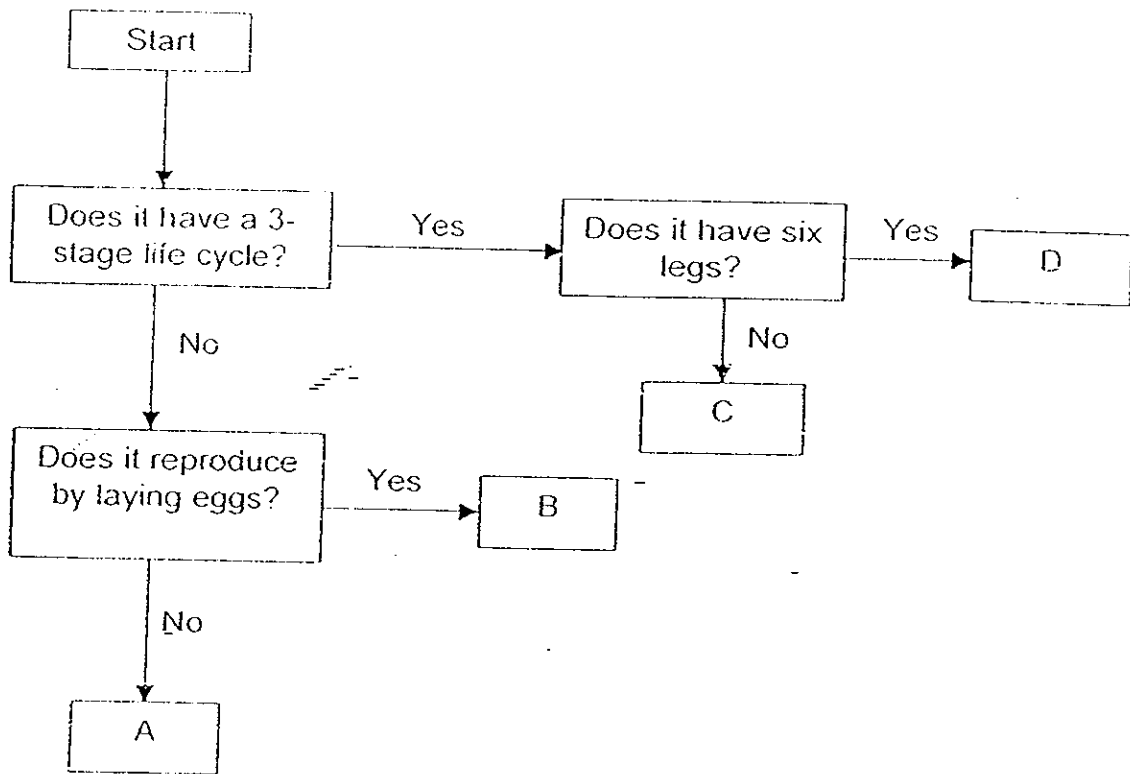 Start
Does it have a 3-
stage life cycle?
Yes
Does it have six
legs?
Yes
D
No
No
C
Does it reproduce
by laying eggs?
Yes
B
No
A